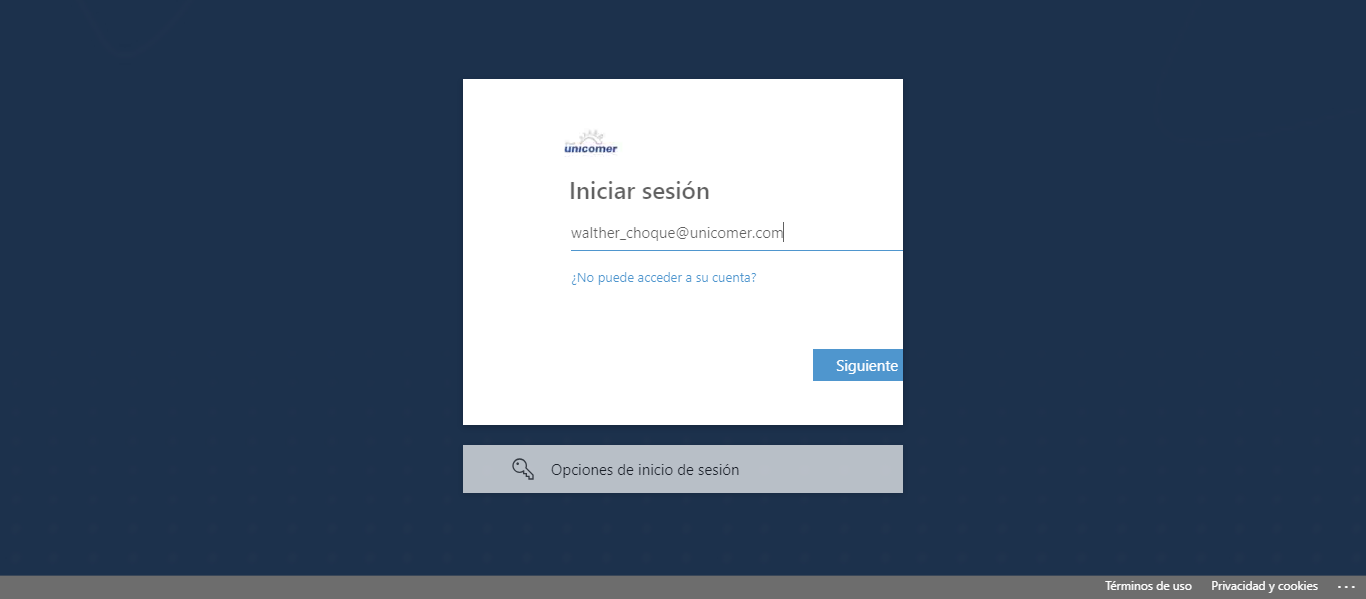 unicomer
Iniciar sesión
walther_choque@unicomer.com
¿No puede acceder a su cuenta?
Siguiente
Opciones de inicio de sesión
Términos de uso Privacidad y cookies ...